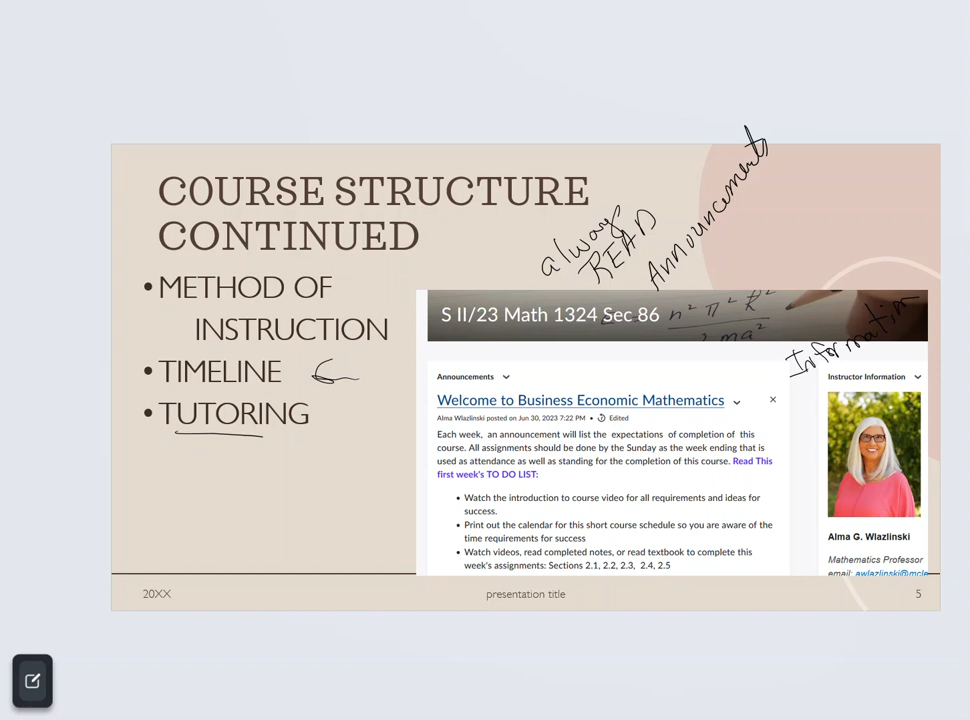 COURSE STRUCTURE
CONTINUED
• METHOD OF
INSTRUCTION
• TIMELINE
• TUTORING
always
READ
Announcements
S II/23 Math 1324 Sec 86
n² π² ħ²
2ma²
Information
Announcements
Welcome to Business Economic Mathematics
Alma Wlazlinski posted on Jun 30, 2023 7:22 PM • Edited
Each week, an announcement will list the expectations of completion of this
course. All assignments should be done by the Sunday as the week ending that is
used as attendance as well as standing for the completion of this course. Read This
first week's TO DO LIST:
• Watch the introduction to course video for all requirements and ideas for
success.
• Print out the calendar for this short course schedule so you are aware of the
time requirements for success
• Watch videos, read completed notes, or read textbook to complete this
week's assignments: Sections 2.1, 2.2, 2.3, 2.4, 2.5
Instructor Information
Alma G. Wlazlinski
Mathematics Professor
email: awlazlinski@mcle
20XX
presentation title
5